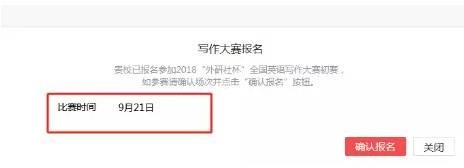 写作大赛报名
贵校已报名参加2018“外研社杯”全国英语写作大赛初赛，
如参赛请确认场次并点击“确认报名”按钮。
比赛时间 9月21日
确认报名 关闭